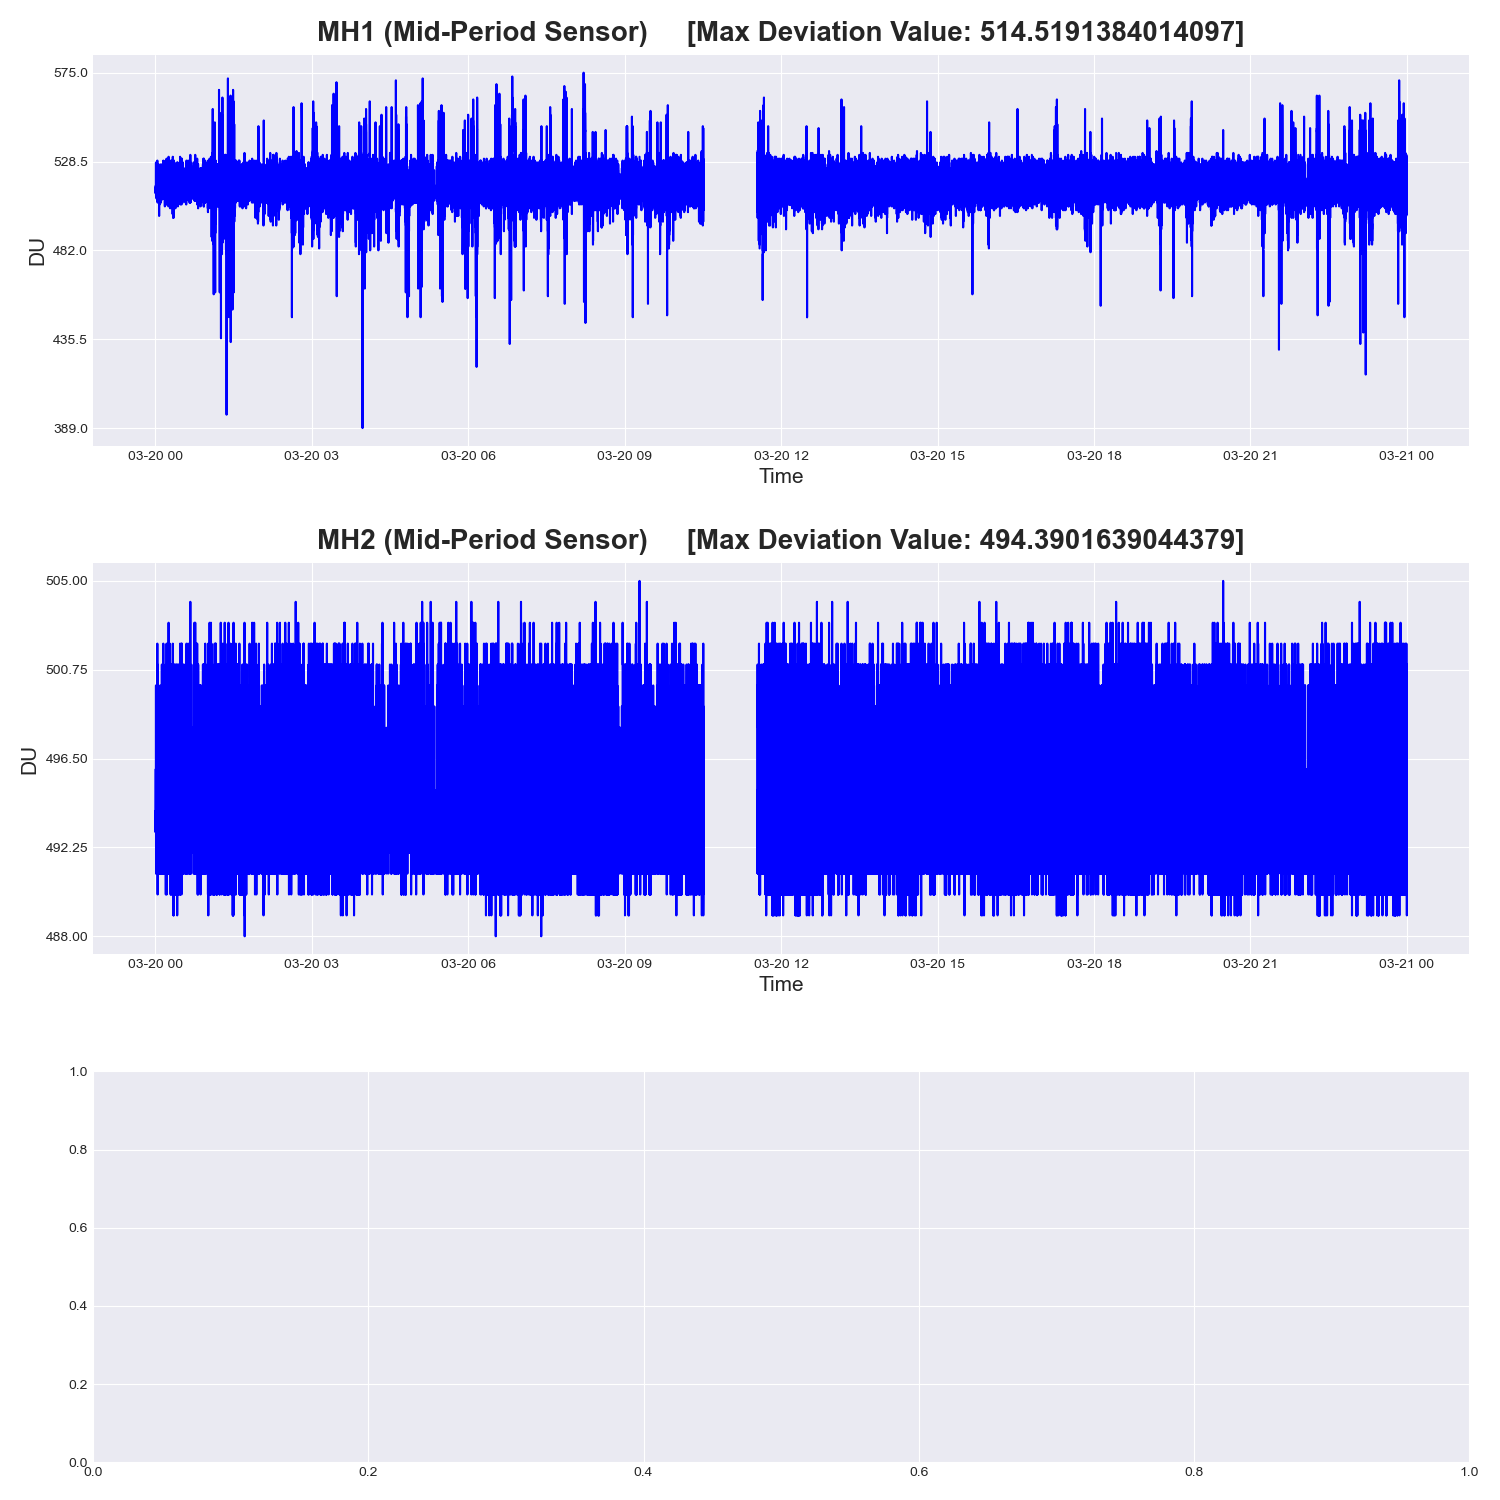 MH1 (Mid-Period Sensor) [Max Deviation Value: 514.5191384014097]
575.0
528.5
482.0
435.5
389.0
DU
03-20 00 03-20 03 03-20 06 03-20 09 03-20 12 03-20 15 03-20 18 03-20 21 03-21 00
Time
MH2 (Mid-Period Sensor) [Max Deviation Value: 494.3901639044379]
505.00
500.75
496.50
492.25
488.00
DU
03-20 00 03-20 03 03-20 06 03-20 09 03-20 12 03-20 15 03-20 18 03-20 21 03-21 00
Time
1.0
0.8
0.6
0.4
0.2
0.0
0.0 0.2 0.4 0.6 0.8 1.0